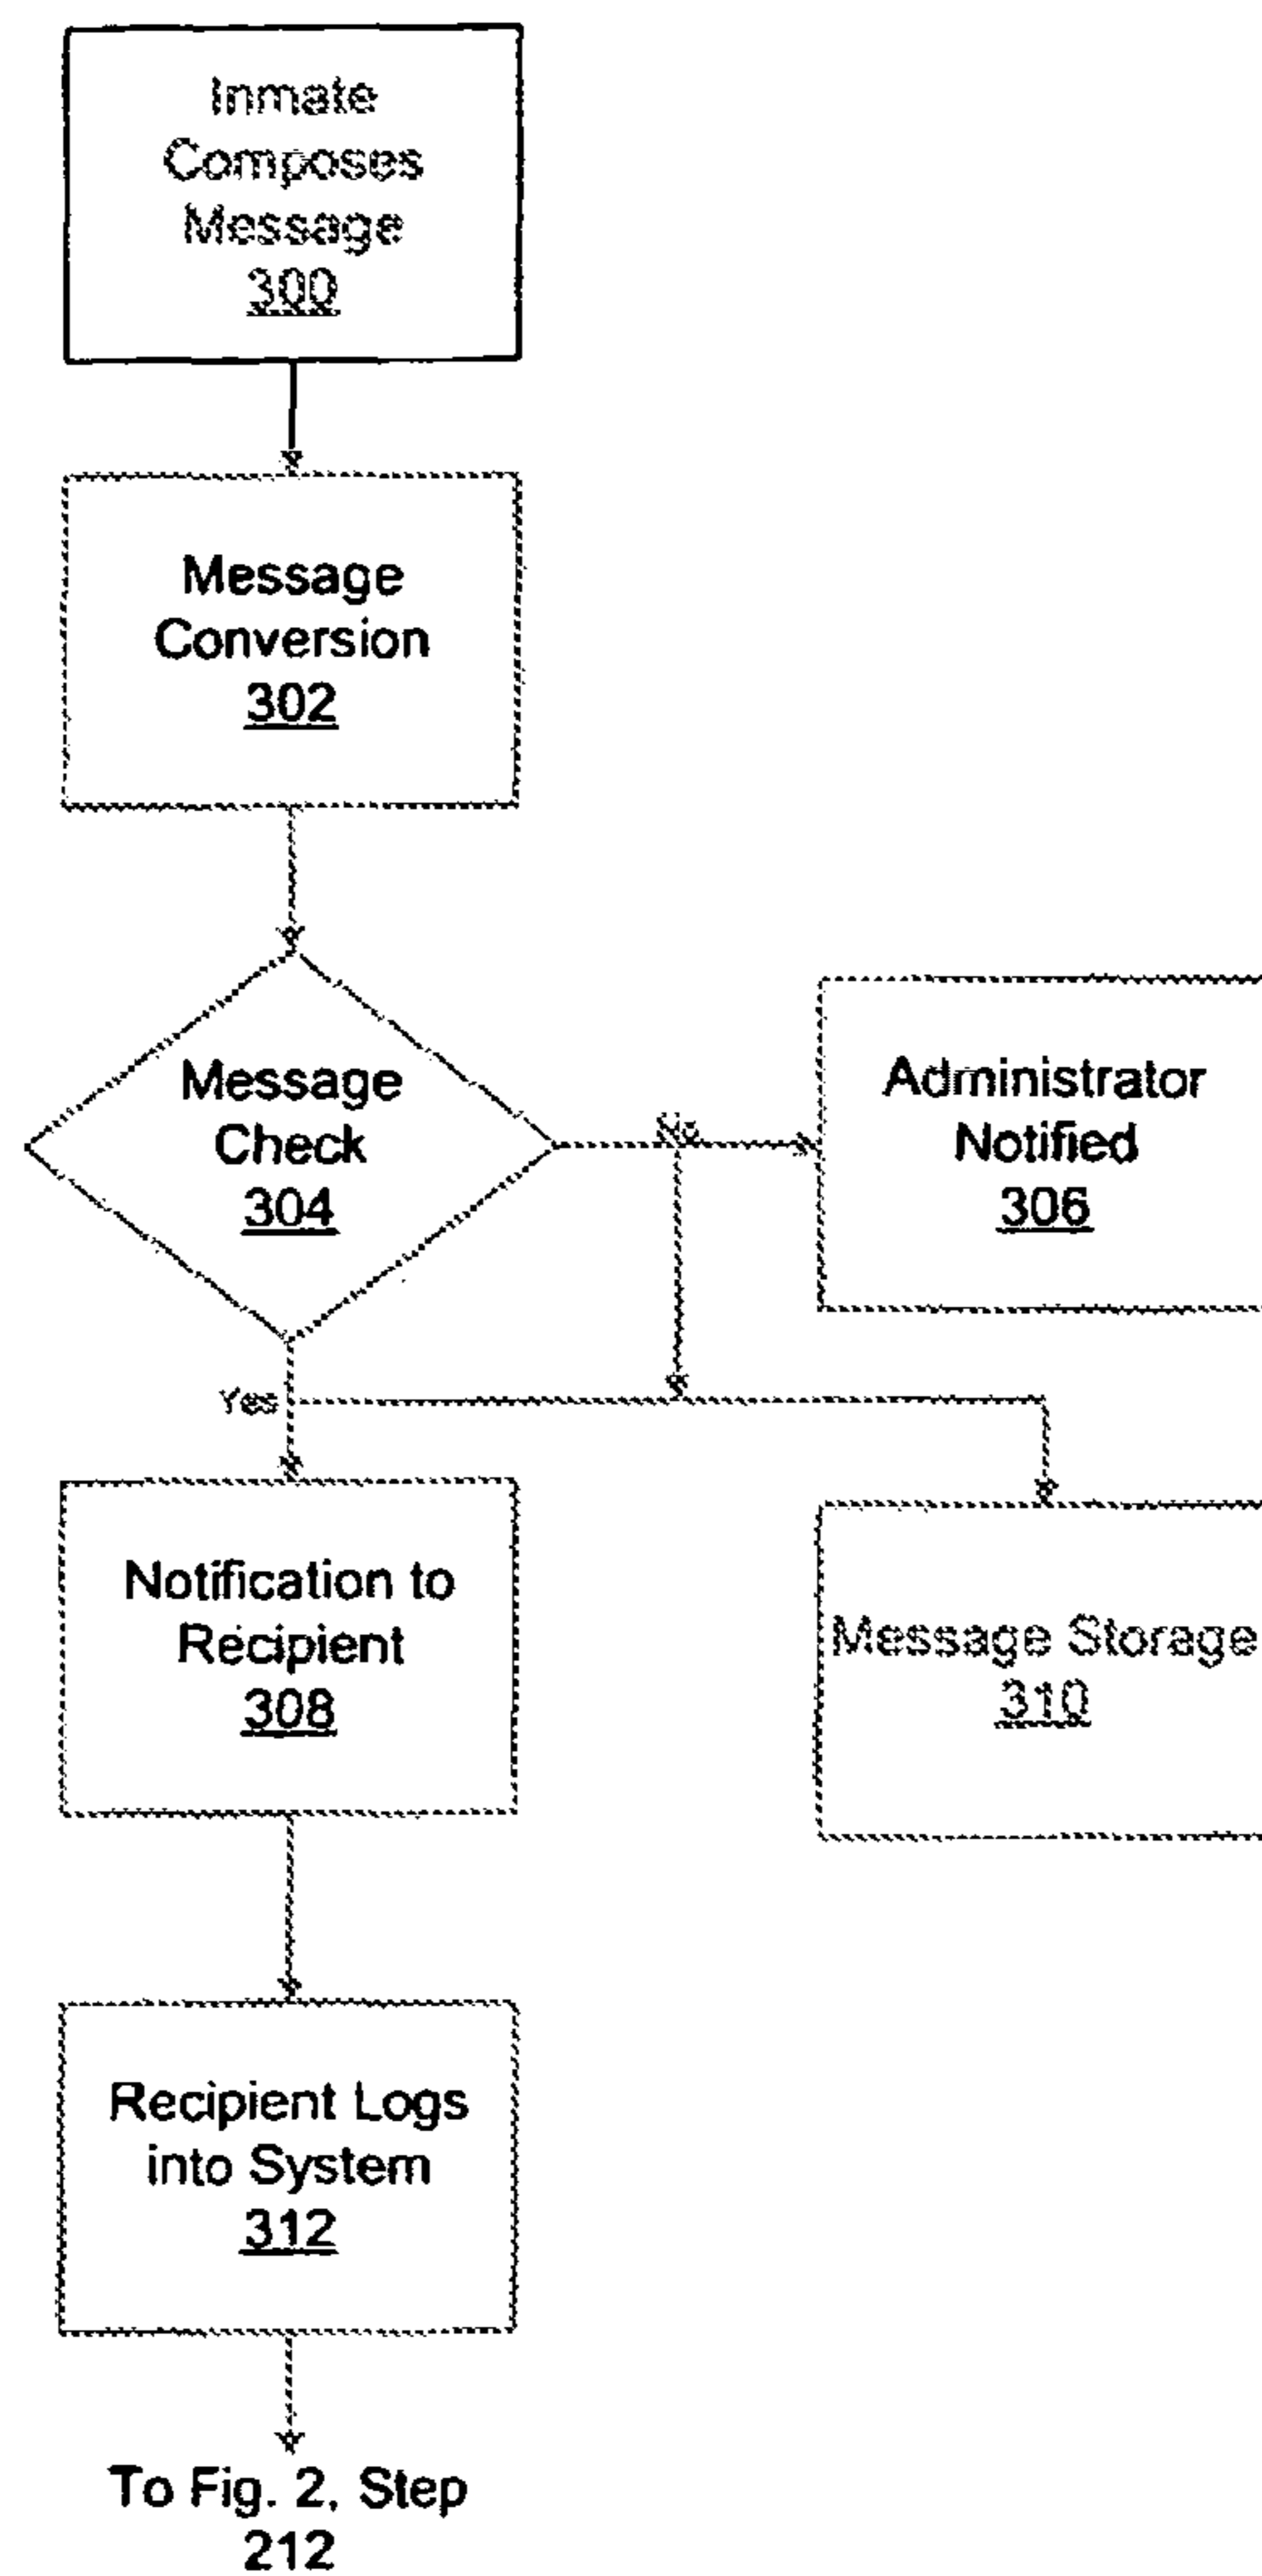 Inmate
Composes
Message
300
Message
Conversion
302
Message
Check
304
No
Administrator
Notified
306
Yes
Notification to
Recipient
308
Message Storage
310
Recipient Logs
into System
312
To Fig. 2, Step
212